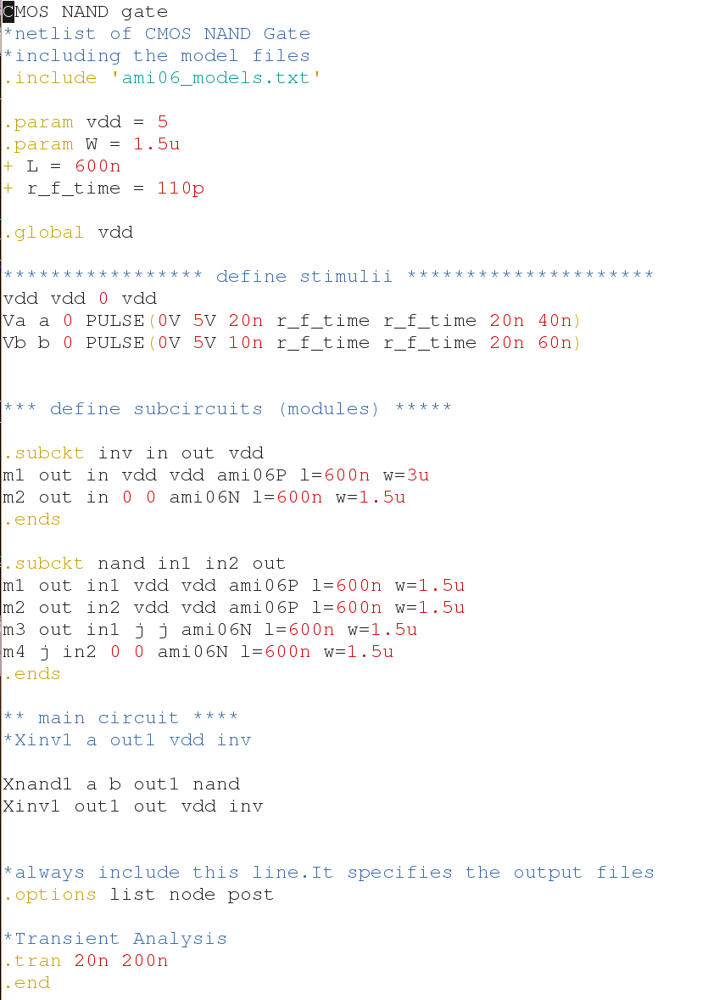 CMOS NAND gate
*netlist of CMOS NAND Gate
*including the model files
.include 'ami06_models.txt'
.param vdd = 5
.param W = 1.5u
+ L = 600n
+ r_f_time = 110p
.global vdd
***************** define stimulii *********************
vdd vdd 0 vdd
Va a 0 PULSE(0V 5V 20n r_f_time r_f_time 20n 40n)
Vb b 0 PULSE(0V 5V 10n r_f_time r_f_time 20n 60n)
*** define subcircuits (modules) *****
.subckt inv in out vdd
m1 out in vdd vdd ami06P l=600n w=3u
m2 out in 0 0 ami06N l=600n w=1.5u
.ends
.subckt nand in1 in2 out
m1 out in1 vdd vdd ami06P l=600n w=1.5u
m2 out in2 vdd vdd ami06P l=600n w=1.5u
m3 out in1 j j ami06N l=600n w=1.5u
m4 j in2 0 0 ami06N l=600n w=1.5u
.ends
** main circuit ****
*Xinv1 a out1 vdd inv
Xnand1 a b out1 nand
Xinv1 out1 out vdd inv
*always include this line.It specifies the output files
.options list node post
*Transient Analysis
.tran 20n 200n
.end